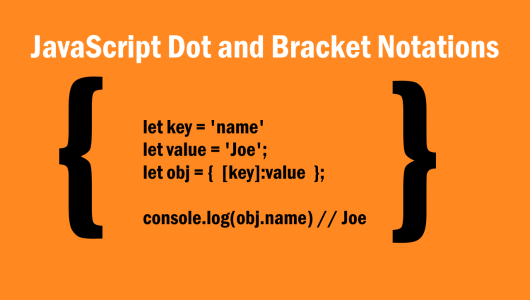 JavaScript Dot and Bracket Notations
{ }
let key = 'name'
let value = 'Joe';
let obj = {  [key]:value  };
console.log(obj.name) // Joe